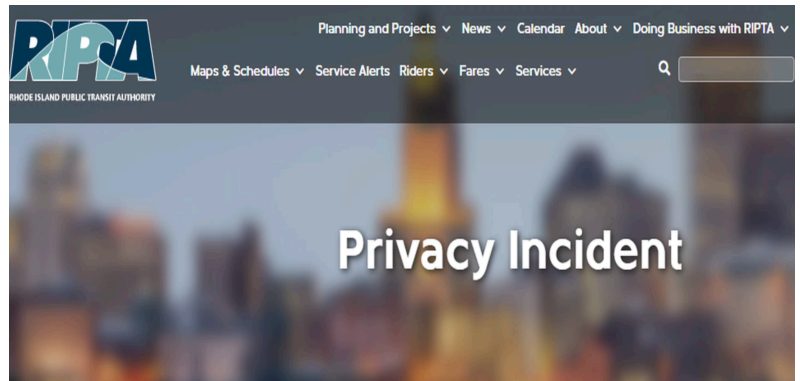 RIPTA
RHODE ISLAND PUBLIC TRANSIT AUTHORITY
Planning and Projects News Calendar About Doing Business with RIPTA
Maps & Schedules Service Alerts Riders Fares Services
Privacy Incident